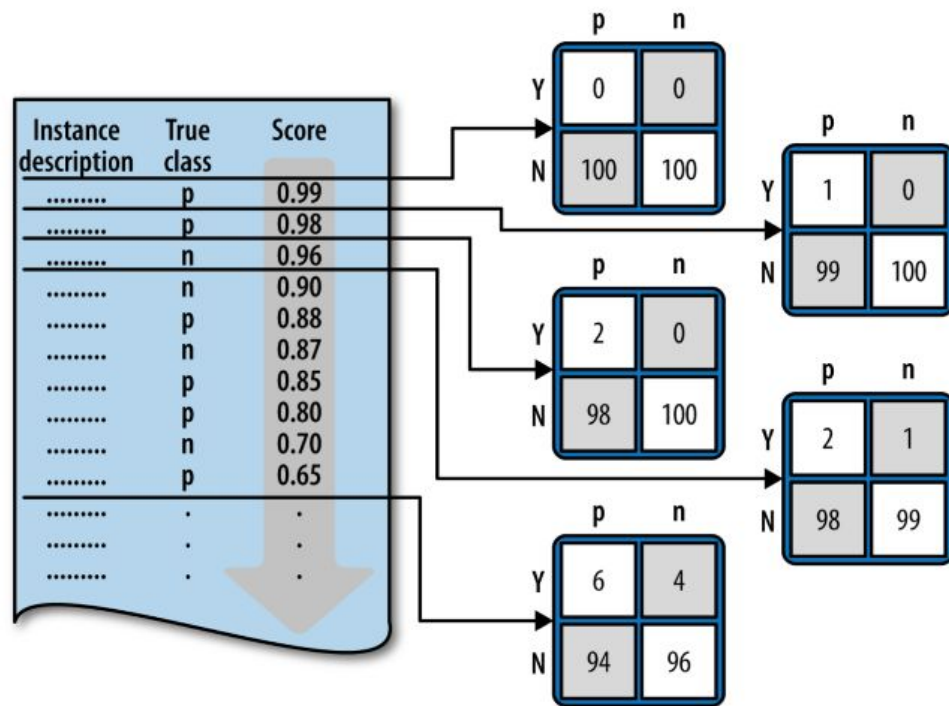 Instance description True class Score
......... p 0.99
......... p 0.98
......... n 0.96
......... n 0.90
......... p 0.88
......... n 0.87
......... p 0.85
......... p 0.80
......... n 0.70
......... p 0.65
......... . .
......... . .
......... . .
p n
Y 0 0
N 100 100
p n
Y 1 0
N 99 100
p n
Y 2 0
N 98 100
p n
Y 2 1
N 98 99
p n
Y 6 4
N 94 96